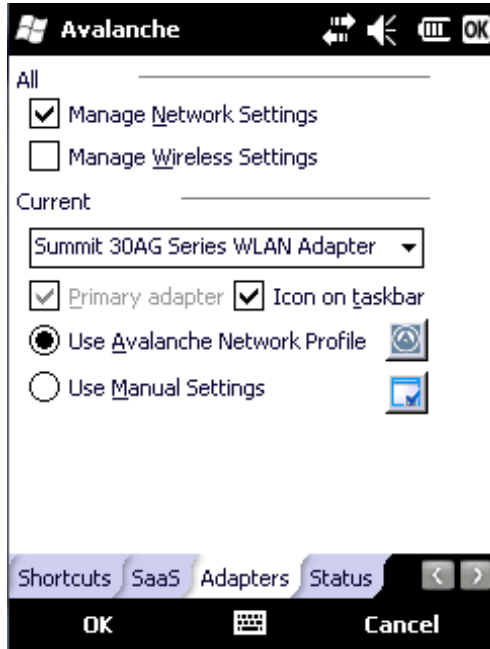 Avalanche OK
All
Manage Network Settings
Manage Wireless Settings
Current
Summit 30AG Series WLAN Adapter
Primary adapter Icon on taskbar
Use Avalanche Network Profile
Use Manual Settings
Shortcuts SaaS Adapters Status
OK Cancel